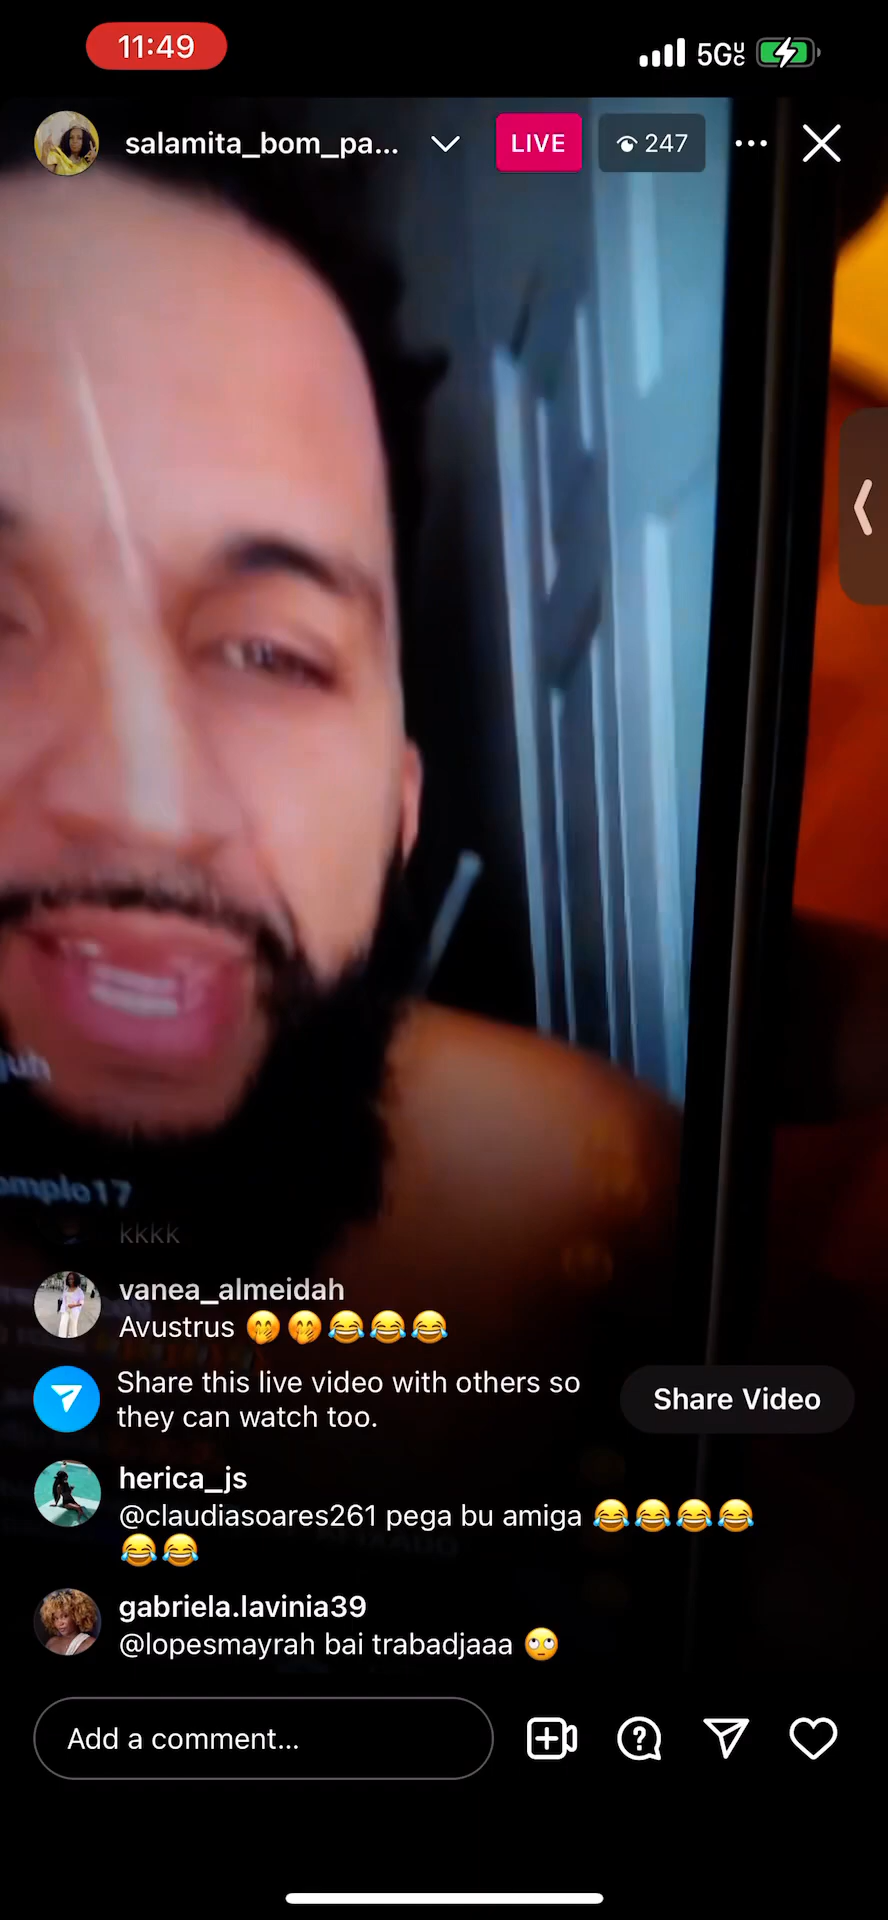 11:49
5GUC
salamita_bom_pa...
LIVE
247
kkkk
vanea_almeidah
Avustrus 🤭🤭😂😂😂
Share this live video with others so
they can watch too.
Share Video
herica_js
@claudiasoares261 pega bu amiga 😂😂😂😂
😂😂
gabriela.lavinia39
@lopesmayrah bai trabadjaaa 🙄
Add a comment...